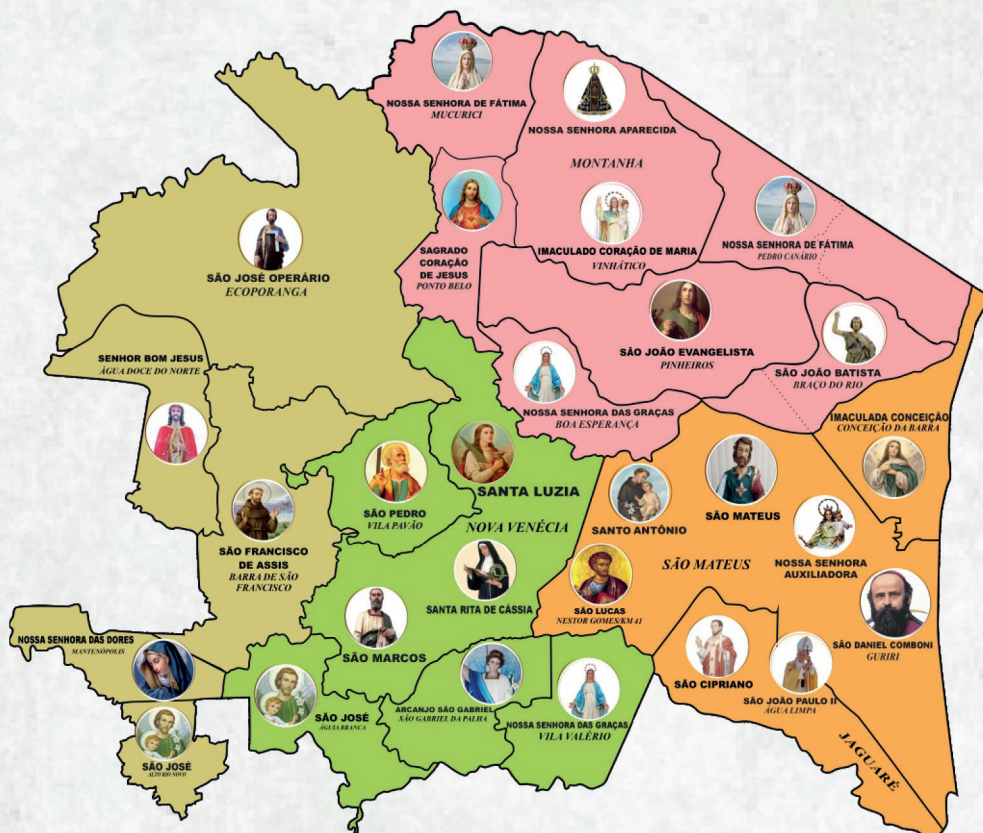 NOSSA SENHORA DE FÁTIMA
MUCURICI
NOSSA SENHORA APARECIDA
MONTANHA
IMACULADO CORAÇÃO DE MARIA
VINHÁTICO
NOSSA SENHORA DE FÁTIMA
PEDRO CANÁRIO
SAGRADO
CORAÇÃO
DE JESUS
PONTO BELO
SÃO JOSÉ OPERÁRIO
ECOPORANGA
SÃO JOÃO EVANGELISTA
PINHEIROS
SÃO JOÃO BATISTA
BRAÇO DO RIO
SENHOR BOM JESUS
ÀGUA DOCE DO NORTE
NOSSA SENHORA DAS GRAÇAS
BOA ESPERANÇA
IMACULADA CONCEIÇÃO
CONCEIÇÃO DA BARRA
SANTA LUZIA
NOVA VENÉCIA
SÃO PEDRO
VILA PAVÃO
SANTO ANTÔNIO
SÃO MATEUS
SÃO MATEUS
NOSSA SENHORA
AUXILIADORA
SÃO FRANCISCO
DE ASSIS
BARRA DE SÃO
FRANCISCO
SANTA RITA DE CÁSSIA
SÃO LUCAS
NESTOR GOMES/KM 41
SÃO DANIEL COMBONI
GURIRI
NOSSA SENHORA DAS DORES
MANTENÓPOLIS
SÃO MARCOS
SÃO CIPRIANO
SÃO JOÃO PAULO II
ÁGUA LIMPA
SÃO JOSÉ
ÁGUIA BRANCA
ARCANJO SÃO GABRIEL
SÃO GABRIEL DA PALHA
NOSSA SENHORA DAS GRAÇAS
VILA VALÉRIO
JAGUARÉ
SÃO JOSÉ
ALTO RIO NOVO